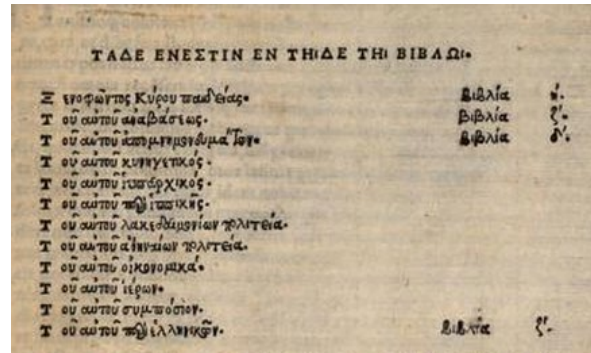 ΤΑΔΕ ΕΝΕΣΤΙΝ ΕΝ ΤΗΙΔΕ ΤΗΙ ΒΙΒΛΩΙ.
Ξενοφῶντος Κύρου παιδείας. Βιβλία η′.
Τοῦ αὐτοῦ ἀναβάσεως. βιβλία ζ′.
Τοῦ αὐτοῦ ἀπομνημονευμάτων. βιβλία δ′.
Τοῦ αὐτοῦ κυνηγετικός.
Τοῦ αὐτοῦ ἱππαρχικός.
Τοῦ αὐτοῦ περὶ ἱππικῆς.
Τοῦ αὐτοῦ λακεδαιμονίων πολιτεία.
Τοῦ αὐτοῦ ἀθηναίων πολιτεία.
Τοῦ αὐτοῦ οἰκονομικά.
Τοῦ αὐτοῦ ἱέρων.
Τοῦ αὐτοῦ συμπόσιον.
Τοῦ αὐτοῦ περὶ ἑλληνικῶν. Βιβλία ζ′.